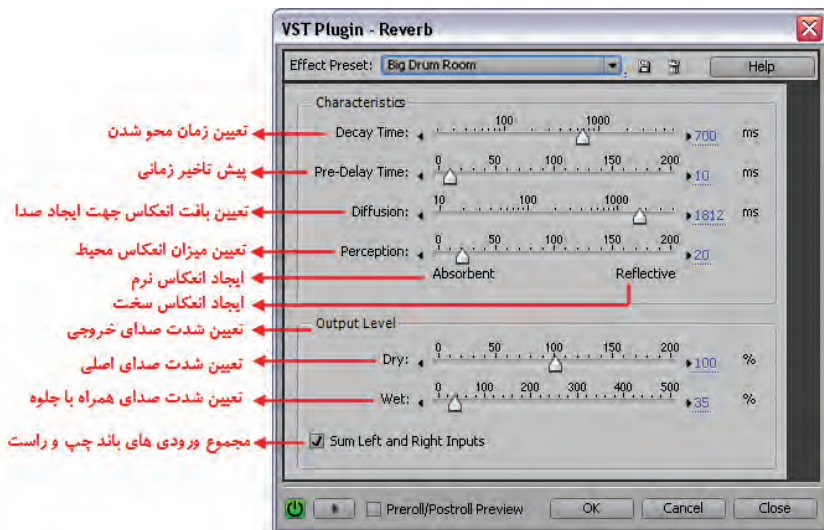 VST Plugin - Reverb
Effect Preset: Big Drum Room Help
Characteristics
100 1000
تعیین زمان محو شدن Decay Time: 700 ms
0 50 100 150 200
پیش تاخیر زمانی Pre-Delay Time: 10 ms
10 100 1000
تعیین بافت انعکاس جهت ایجاد صدا Diffusion: 1812 ms
0 50 100 150 200
تعیین میزان انعکاس محیط Perception: 20
ایجاد انعکاس نرم Absorbent Reflective
ایجاد انعکاس سخت
تعیین شدت صدای خروجی Output Level
0 50 100 150 200
تعیین شدت صدای اصلی Dry: 100 %
0 100 200 300 400 500
تعیین شدت صدای همراه با جلوه Wet: 35 %
مجموع ورودی های باند چپ و راست Sum Left and Right Inputs
Preroll/Postroll Preview OK Cancel Close